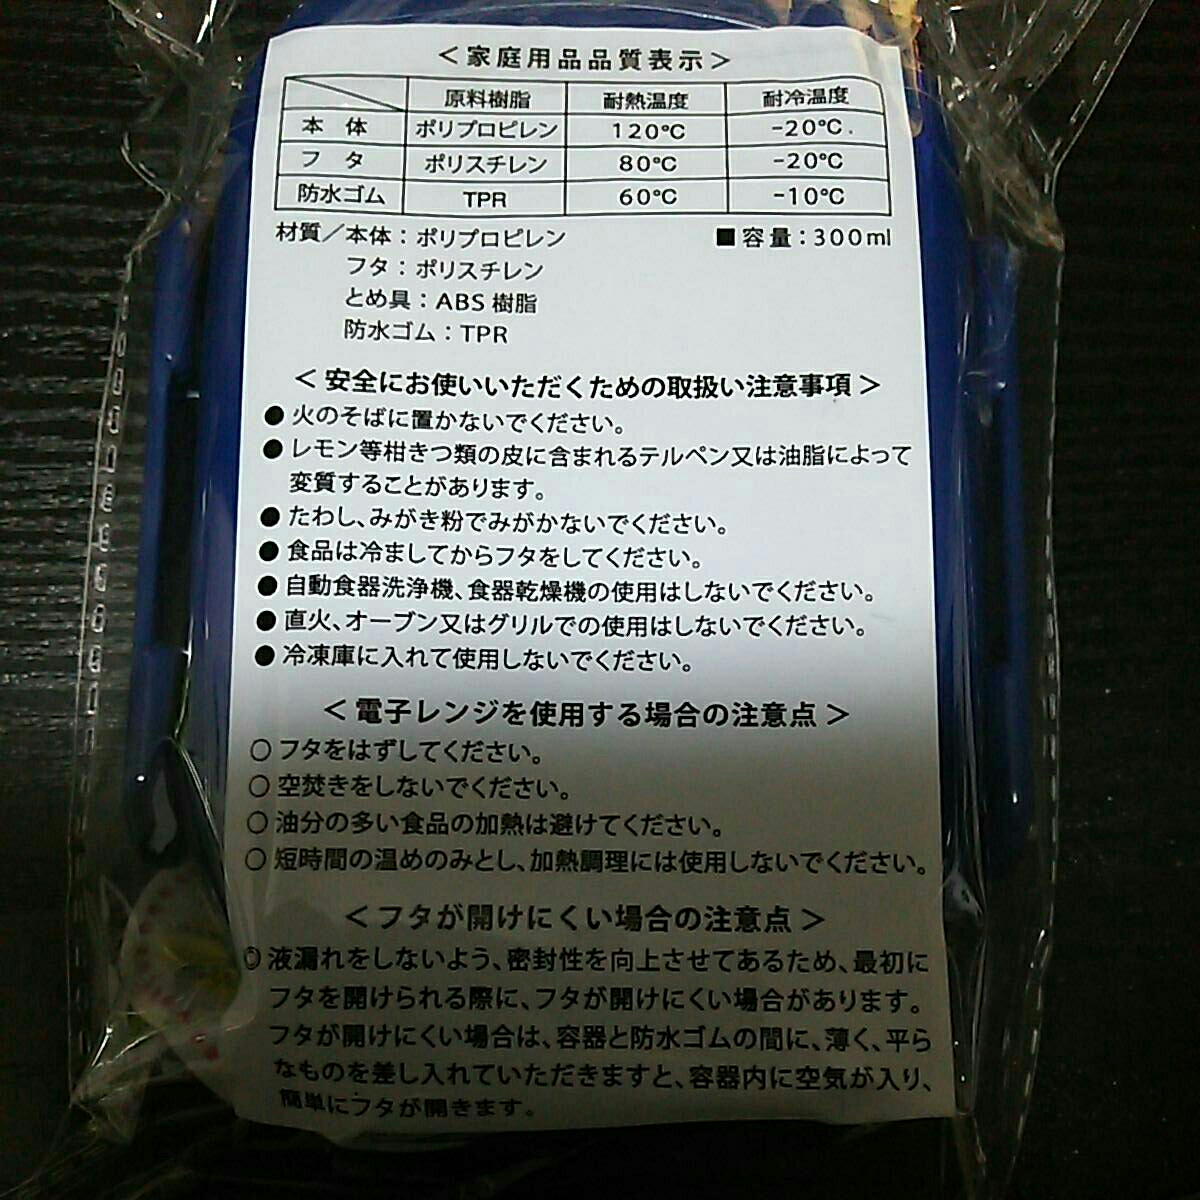 ＜家庭用品品質表示＞
原料樹脂 耐熱温度 耐冷温度
本 体 ポリプロピレン 120℃ -20℃
フ タ ポリスチレン 80℃ -20℃
防水ゴム TPR 60℃ -10℃
材質／本体：ポリプロピレン ■容量：300ml
フタ：ポリスチレン
とめ具：ABS樹脂
防水ゴム：TPR
＜安全にお使いいただくための取扱い注意事項＞
●火のそばに置かないでください。
●レモン等柑きつ類の皮に含まれるテルペン又は油脂によって
変質することがあります。
●たわし、みがき粉でみがかないでください。
●食品は冷ましてからフタをしてください。
●自動食器洗浄機、食器乾燥機の使用はしないでください。
●直火、オーブン又はグリルでの使用はしないでください。
●冷凍庫に入れて使用しないでください。
＜電子レンジを使用する場合の注意点＞
○フタをはずしてください。
○空焚きをしないでください。
○油分の多い食品の加熱は避けてください。
○短時間の温めのみとし、加熱調理には使用しないでください。
＜フタが開けにくい場合の注意点＞
◎液漏れをしないよう、密封性を向上させてあるため、最初に
フタを開けられる際に、フタが開けにくい場合があります。
フタが開けにくい場合は、容器と防水ゴムの間に、薄く、平ら
なものを差し入れていただきますと、容器内に空気が入り、
簡単にフタが開きます。